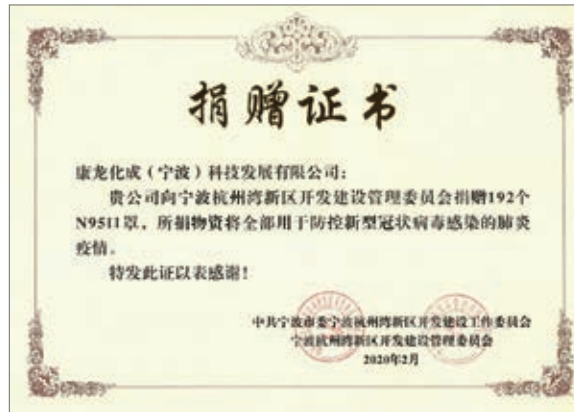 捐赠证书
康龙化成（宁波）科技发展有限公司：
贵公司向宁波杭州湾新区开发建设管理委员会捐赠192个
N95口罩，所捐物资将全部用于防控新型冠状病毒感染的肺炎
疫情。
特发此证以表感谢！
中共宁波市委宁波杭州湾新区开发建设工作委员会
宁波杭州湾新区开发建设管理委员会
2020年2月